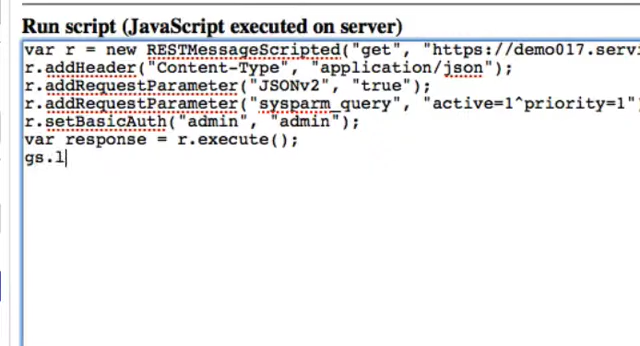 Run script (JavaScript executed on server)
var r = new RESTMessageScripted("get", "https://demo017.servi
r.addHeader("Content-Type", "application/json");
r.addRequestParameter("JSONv2", "true");
r.addRequestParameter("sysparm_query", "active=1^priority=1"
r.setBasicAuth("admin", "admin");
var response = r.execute();
gs.l